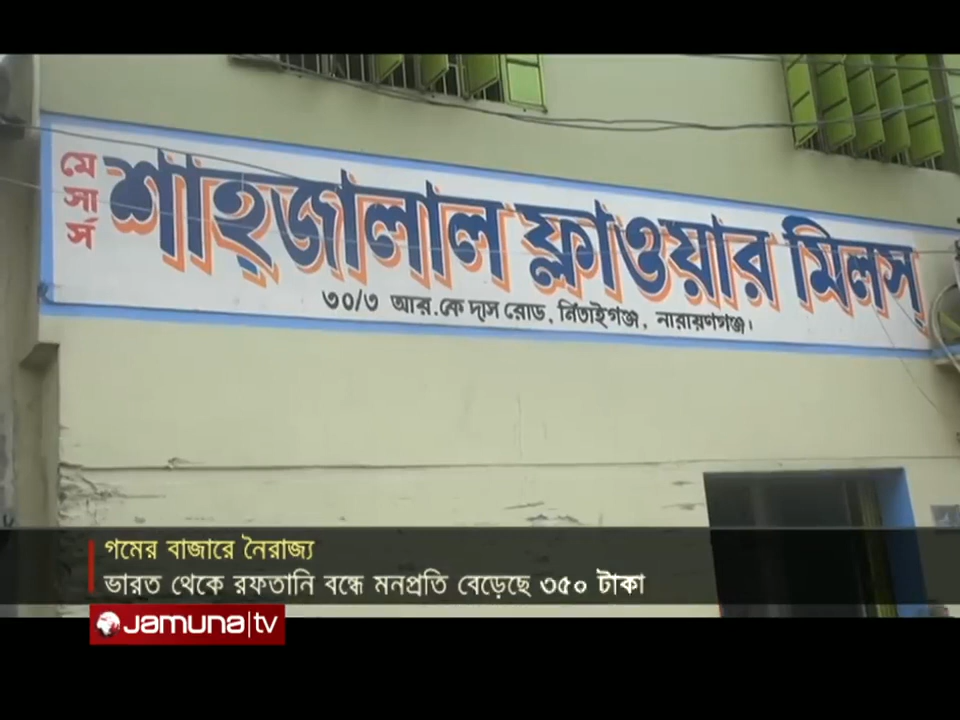 মেসার্স
শাহজালাল ফ্লাওয়ার মিলস্
৩০/৩ আর.কে দাস রোড, নিতাইগঞ্জ, নারায়ণগঞ্জ।
গমের বাজারে নৈরাজ্য
ভারত থেকে রফতানি বন্ধে মনপ্রতি বেড়েছে ৩৫০ টাকা
JAMUNA|tv